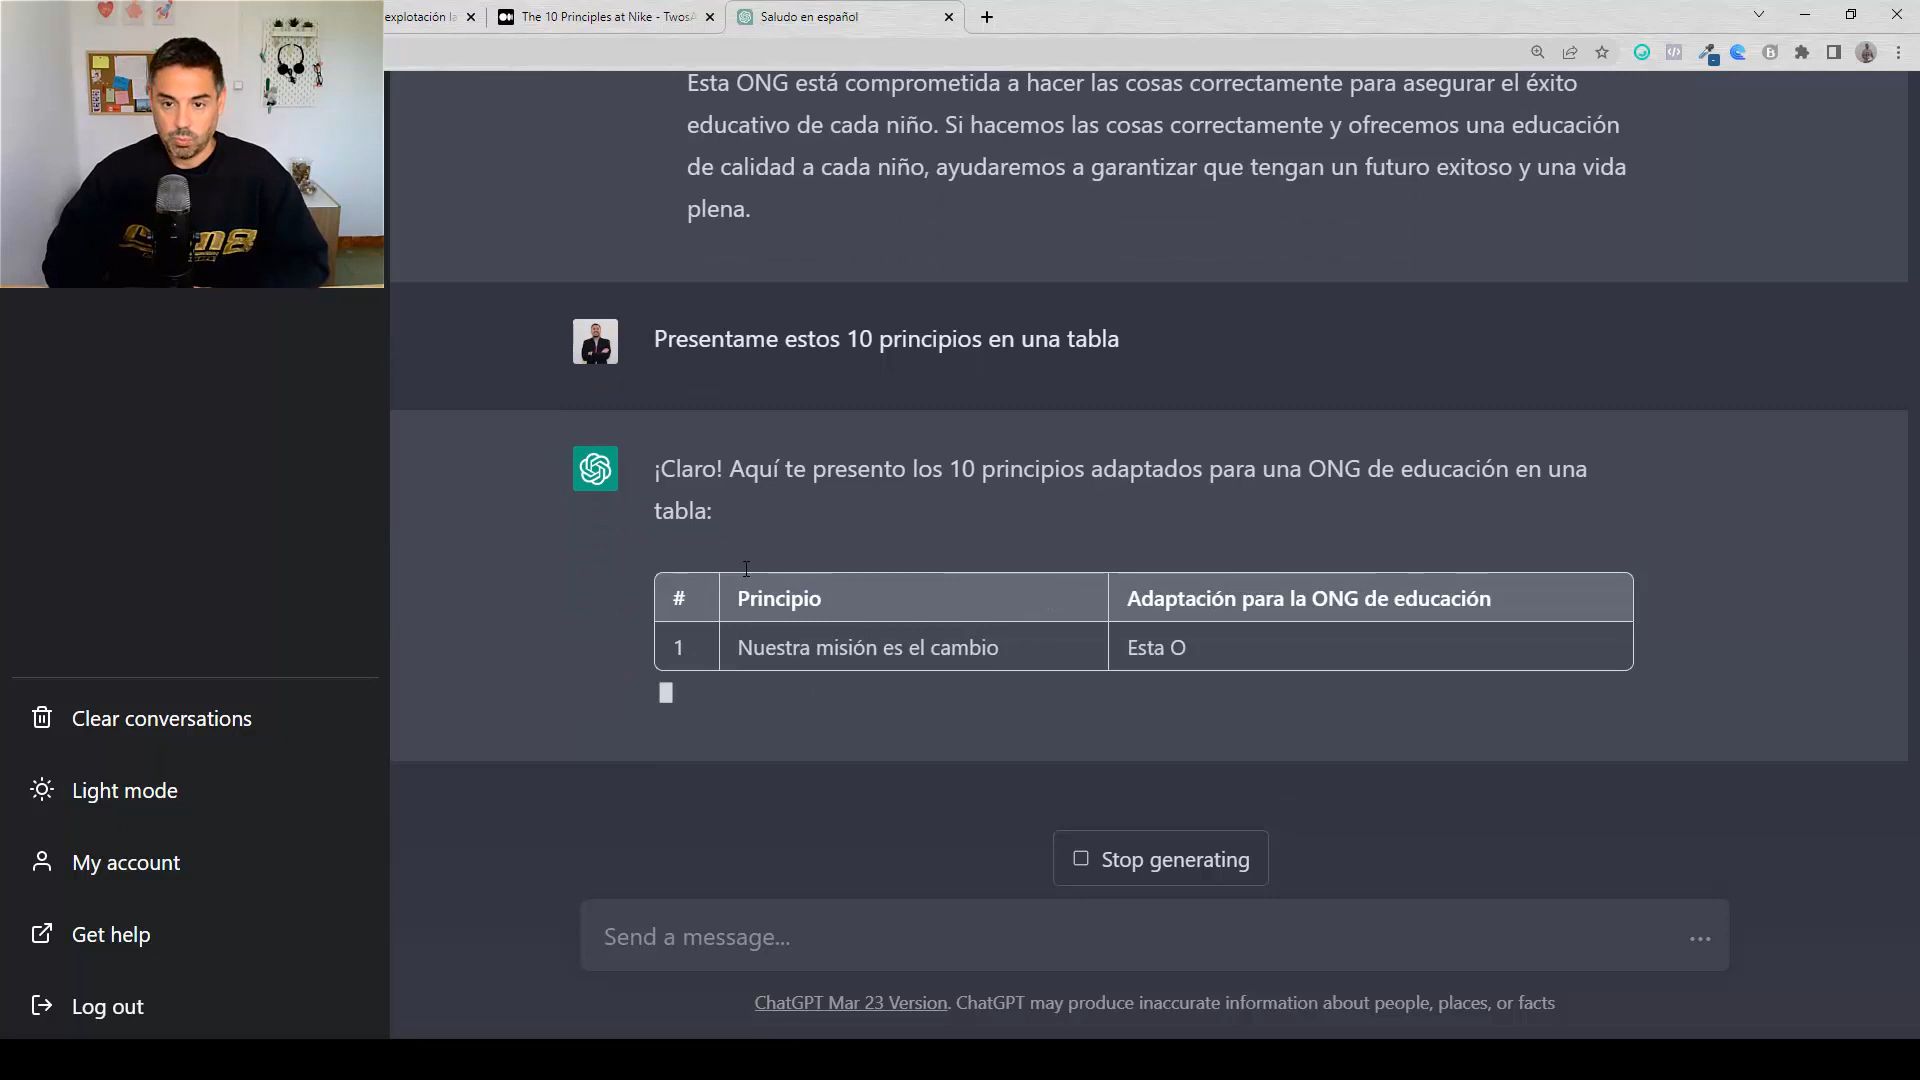 explotación la
The 10 Principles at Nike - Twos
Saludo en español
Esta ONG está comprometida a hacer las cosas correctamente para asegurar el éxito
educativo de cada niño. Si hacemos las cosas correctamente y ofrecemos una educación
de calidad a cada niño, ayudaremos a garantizar que tengan un futuro exitoso y una vida
plena.
Presentame estos 10 principios en una tabla
¡Claro! Aquí te presento los 10 principios adaptados para una ONG de educación en una
tabla:
# Principio Adaptación para la ONG de educación
1 Nuestra misión es el cambio Esta O
Clear conversations
Light mode
My account
Get help
Log out
Stop generating
Send a message...
ChatGPT Mar 23 Version. ChatGPT may produce inaccurate information about people, places, or facts